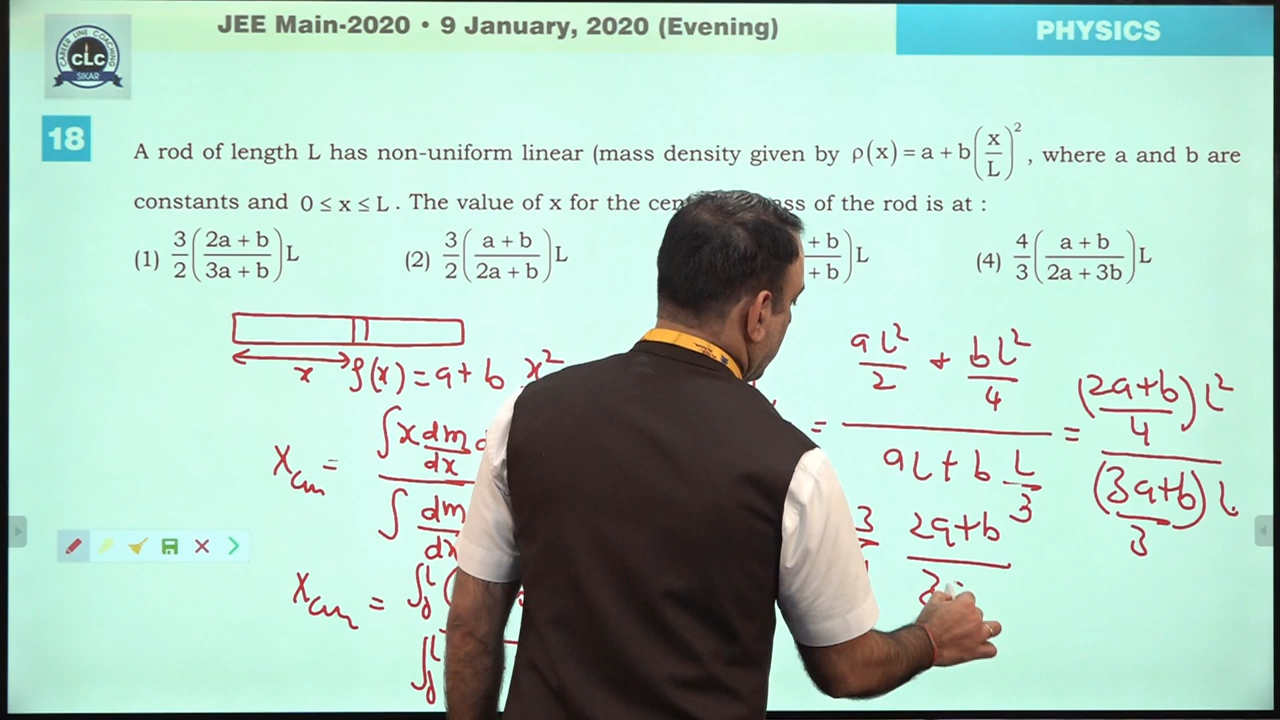 JEE Main-2020 • 9 January, 2020 (Evening)
PHYSICS
CAREER LINE COACHING
CLC
SIKAR
18
A rod of length L has non-uniform linear (mass density given by ρ(x) = a + b(x/L)², where a and b are
constants and 0 ≤ x ≤ L. The value of x for the cen ss of the rod is at :
(1) 3/2 ((2a + b)/(3a + b)) L (2) 3/2 ((a + b)/(2a + b)) L + b / + b) L (4) 4/3 ((a + b)/(2a + 3b)) L
x
ρ(x) = a + b x²
X_cm = ∫ x dm/dx
∫ dm/dx
X_cm = ∫₀ᴸ (
∫₀ᴸ
= (aL²/2 + bL²/4) / (aL + b L/3) = ((2a+b)/4) L² / ((3a+b)/3) L
3 (2a+b)/